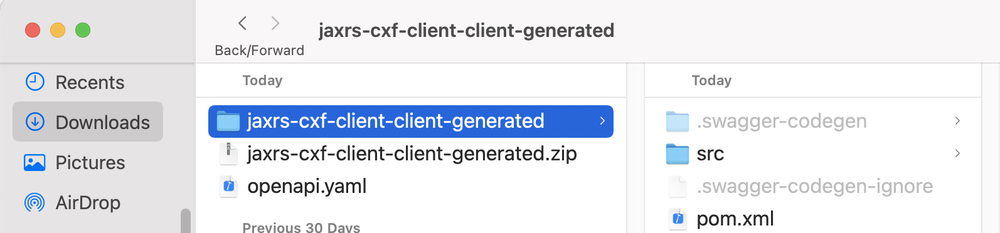 jaxrs-cxf-client-client-generated
Back/Forward
Recents
Downloads
Pictures
AirDrop
Today
jaxrs-cxf-client-client-generated
jaxrs-cxf-client-client-generated.zip
openapi.yaml
Previous 30 Days
Today
.swagger-codegen
src
.swagger-codegen-ignore
pom.xml